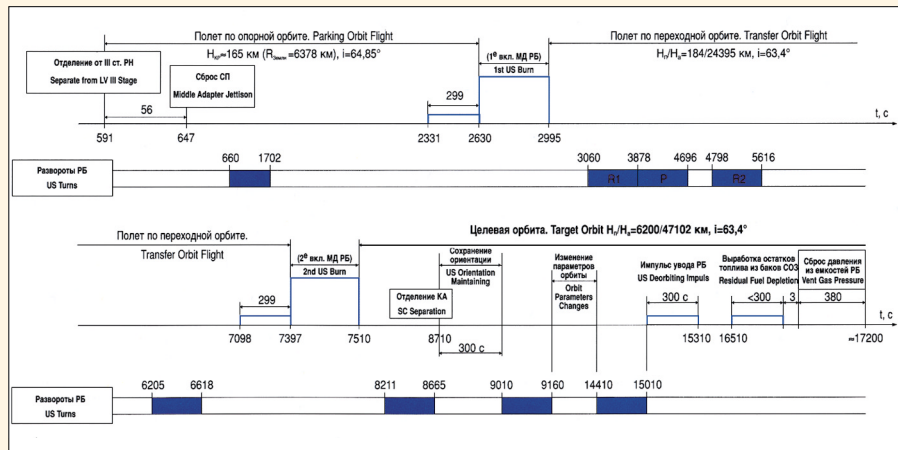 Полет по опорной орбите. Parking Orbit Flight
Hкр=165 км (RЗемли =6378 км), i=64,85°
Отделение от III ст. РН
Separate from LV III Stage
Сброс СП
Middle Adapter Jettison
(1е вкл. МД РБ)
1st US Burn
Полет по переходной орбите. Transfer Orbit Flight
Hп/Hа=184/24395 км, i=63,4°
56
299
t, c
591
647
2331
2630
2995
Развороты РБ
US Turns
660
1702
3060
3878
4696
4798
5616
R1
P
R2
Полет по переходной орбите.
Transfer Orbit Flight
(2е вкл. МД РБ)
2nd US Burn
Целевая орбита. Target Orbit Hп/Hа=6200/47102 км, i=63,4°
Отделение КА
SC Separation
Сохранение
ориентации
US Orientation
Maintaining
Изменение
параметров
орбиты
Orbit
Parameters
Changes
Импульс увода РБ
US Deorbiting Impuls
Выработка остатков
топлива из баков СОЗ
Residual Fuel Depletion
Сброс давления
из емкостей РБ
Vent Gas Pressure
299
300 с
300 с
<300
3
380
t, c
7098
7397
7510
8710
15310
16510
≈17200
Развороты РБ
US Turns
6205
6618
8211
8665
9010
9160
14410
15010